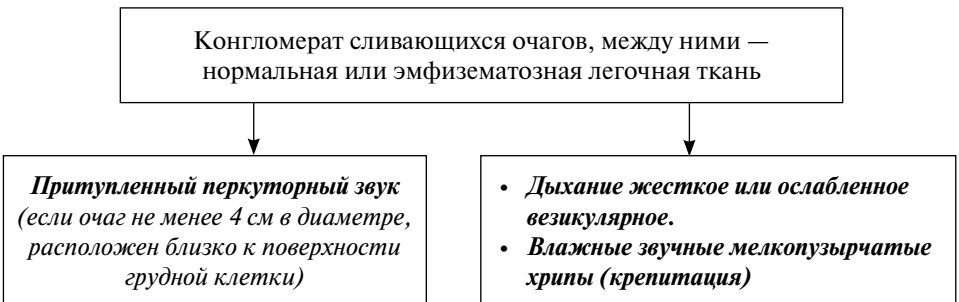 Конгломерат сливающихся очагов, между ними —
нормальная или эмфизематозная легочная ткань
Притупленный перкуторный звук
(если очаг не менее 4 см в диаметре,
расположен близко к поверхности
грудной клетки)
• Дыхание жесткое или ослабленное
везикулярное.
• Влажные звучные мелкопузырчатые
хрипы (крепитация)